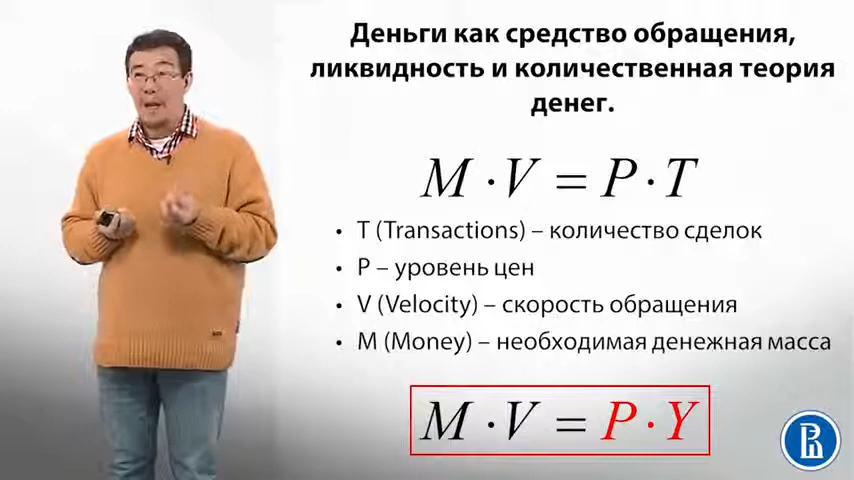 Деньги как средство обращения,
ликвидность и количественная теория
денег.
M · V = P · T
• T (Transactions) – количество сделок
• P – уровень цен
• V (Velocity) – скорость обращения
• M (Money) – необходимая денежная масса
M · V = P · Y